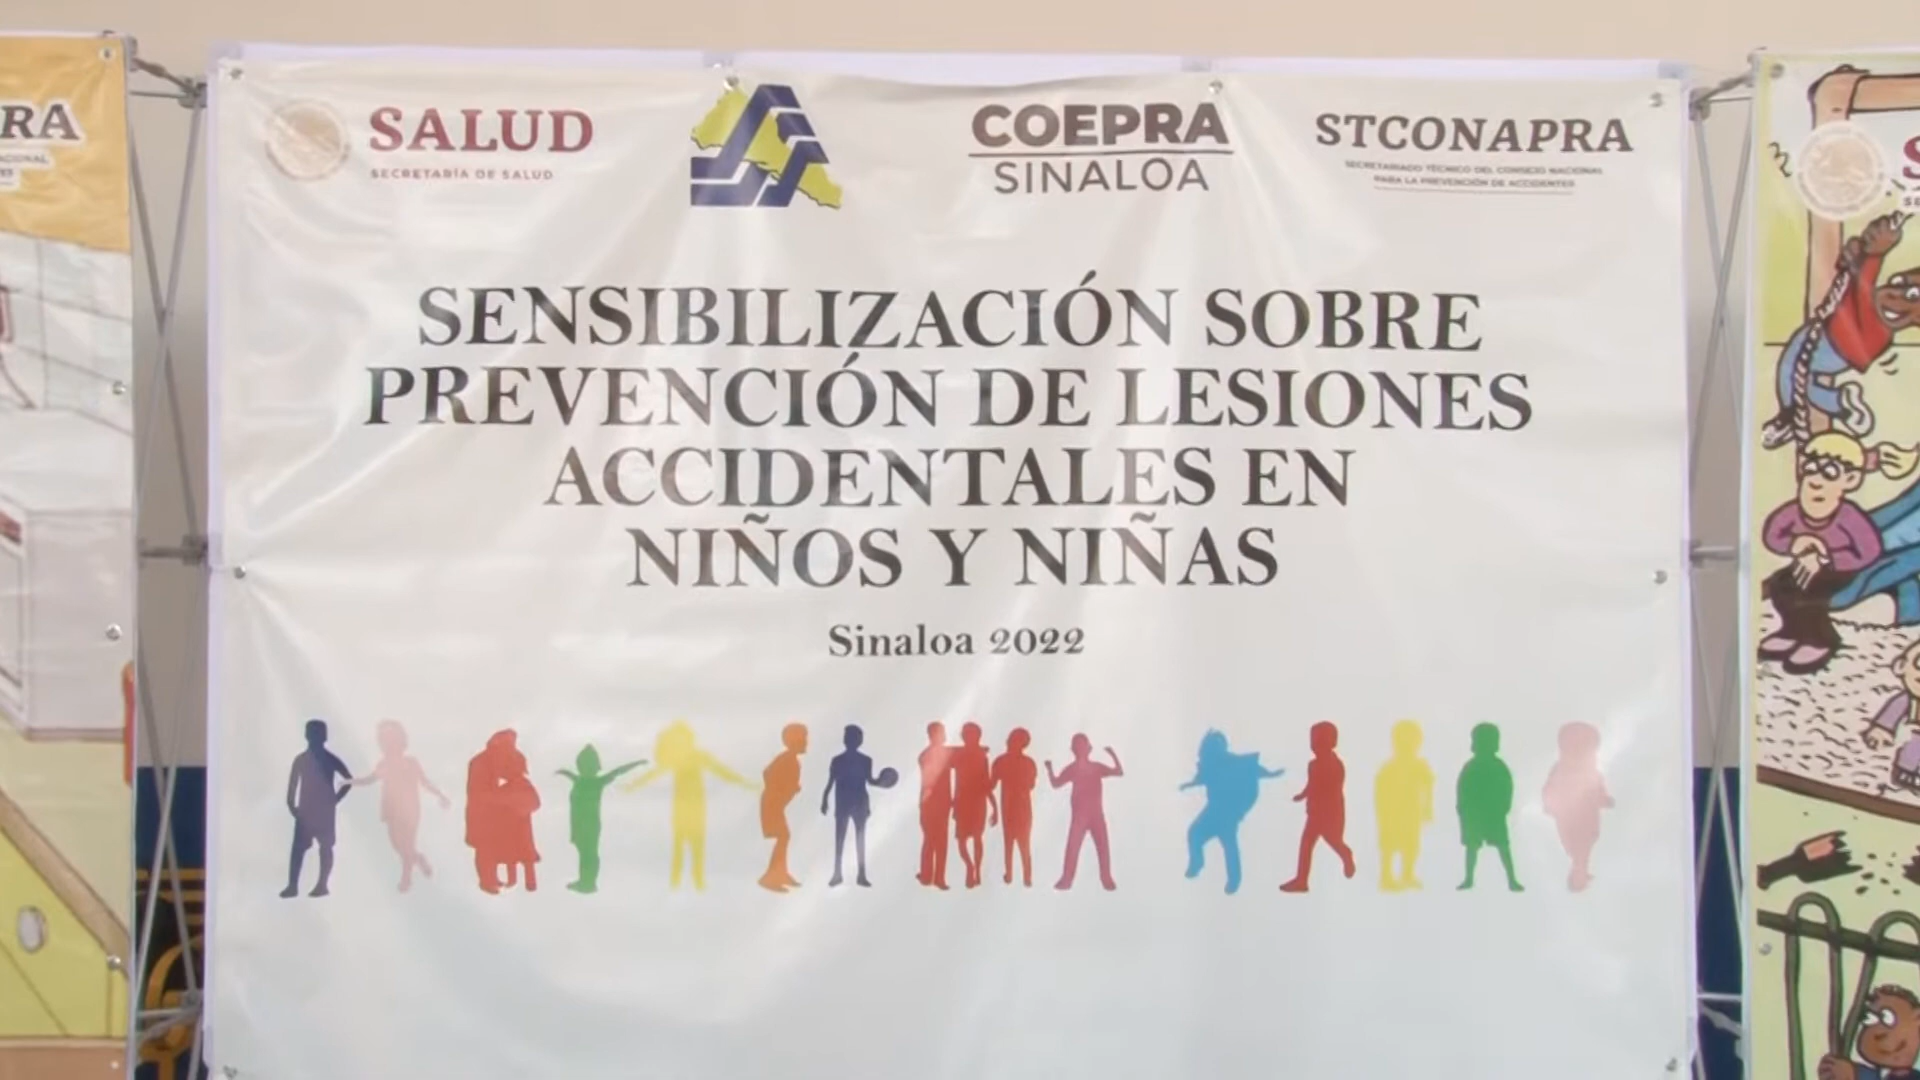 RA
SALUD
SECRETARÍA DE SALUD
COEPRA
SINALOA
STCONAPRA
SECRETARIADO TÉCNICO DEL CONSEJO NACIONAL
PARA LA PREVENCIÓN DE ACCIDENTES
SENSIBILIZACIÓN SOBRE
PREVENCIÓN DE LESIONES
ACCIDENTALES EN
NIÑOS Y NIÑAS
Sinaloa 2022